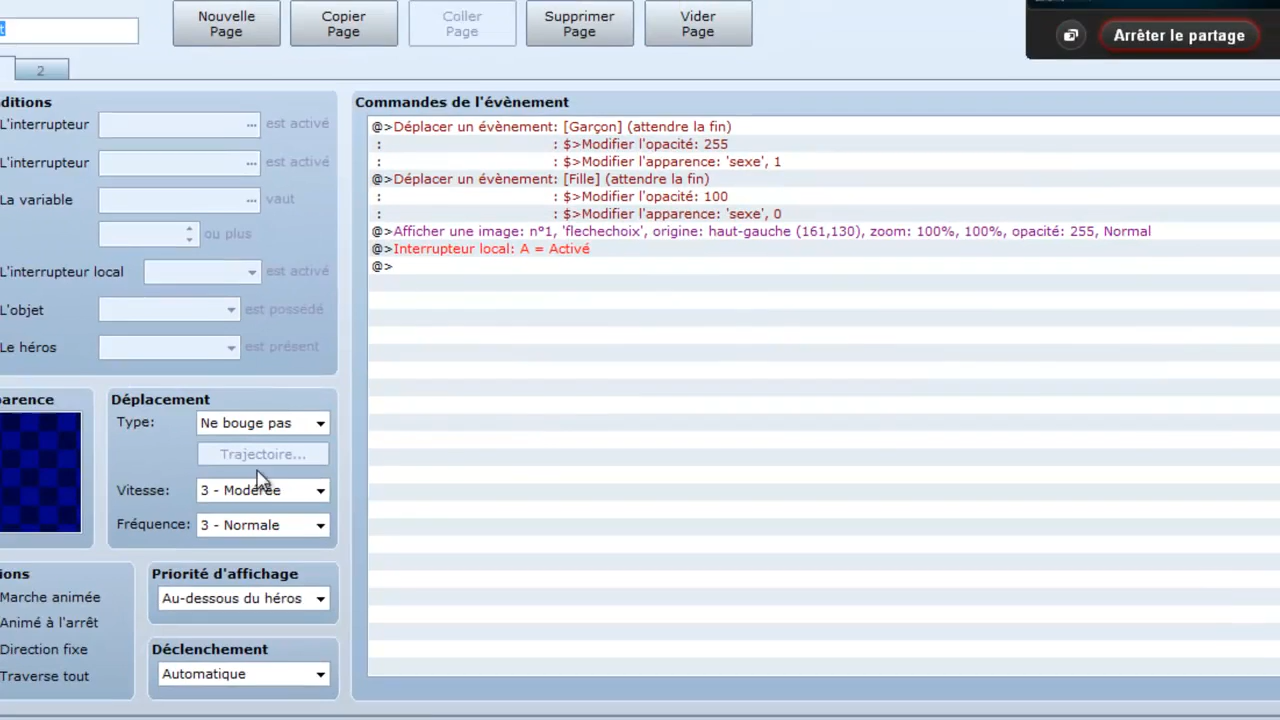 Nouvelle
Page
Copier
Page
Coller
Page
Supprimer
Page
Vider
Page
Arrêter le partage
t
2
ditions
L'interrupteur ... est activé
L'interrupteur ... est activé
La variable ... vaut
ou plus
L'interrupteur local est activé
L'objet est possédé
Le héros est présent
parence
Déplacement
Type: Ne bouge pas
Trajectoire...
Vitesse: 3 - Modérée
Fréquence: 3 - Normale
ions
Marche animée
Animé à l'arrêt
Direction fixe
Traverse tout
Priorité d'affichage
Au-dessous du héros
Déclenchement
Automatique
Commandes de l'évènement
@>Déplacer un évènement: [Garçon] (attendre la fin)
: : $>Modifier l'opacité: 255
: : $>Modifier l'apparence: 'sexe', 1
@>Déplacer un évènement: [Fille] (attendre la fin)
: : $>Modifier l'opacité: 100
: : $>Modifier l'apparence: 'sexe', 0
@>Afficher une image: n°1, 'flechechoix', origine: haut-gauche (161,130), zoom: 100%, 100%, opacité: 255, Normal
@>Interrupteur local: A = Activé
@>